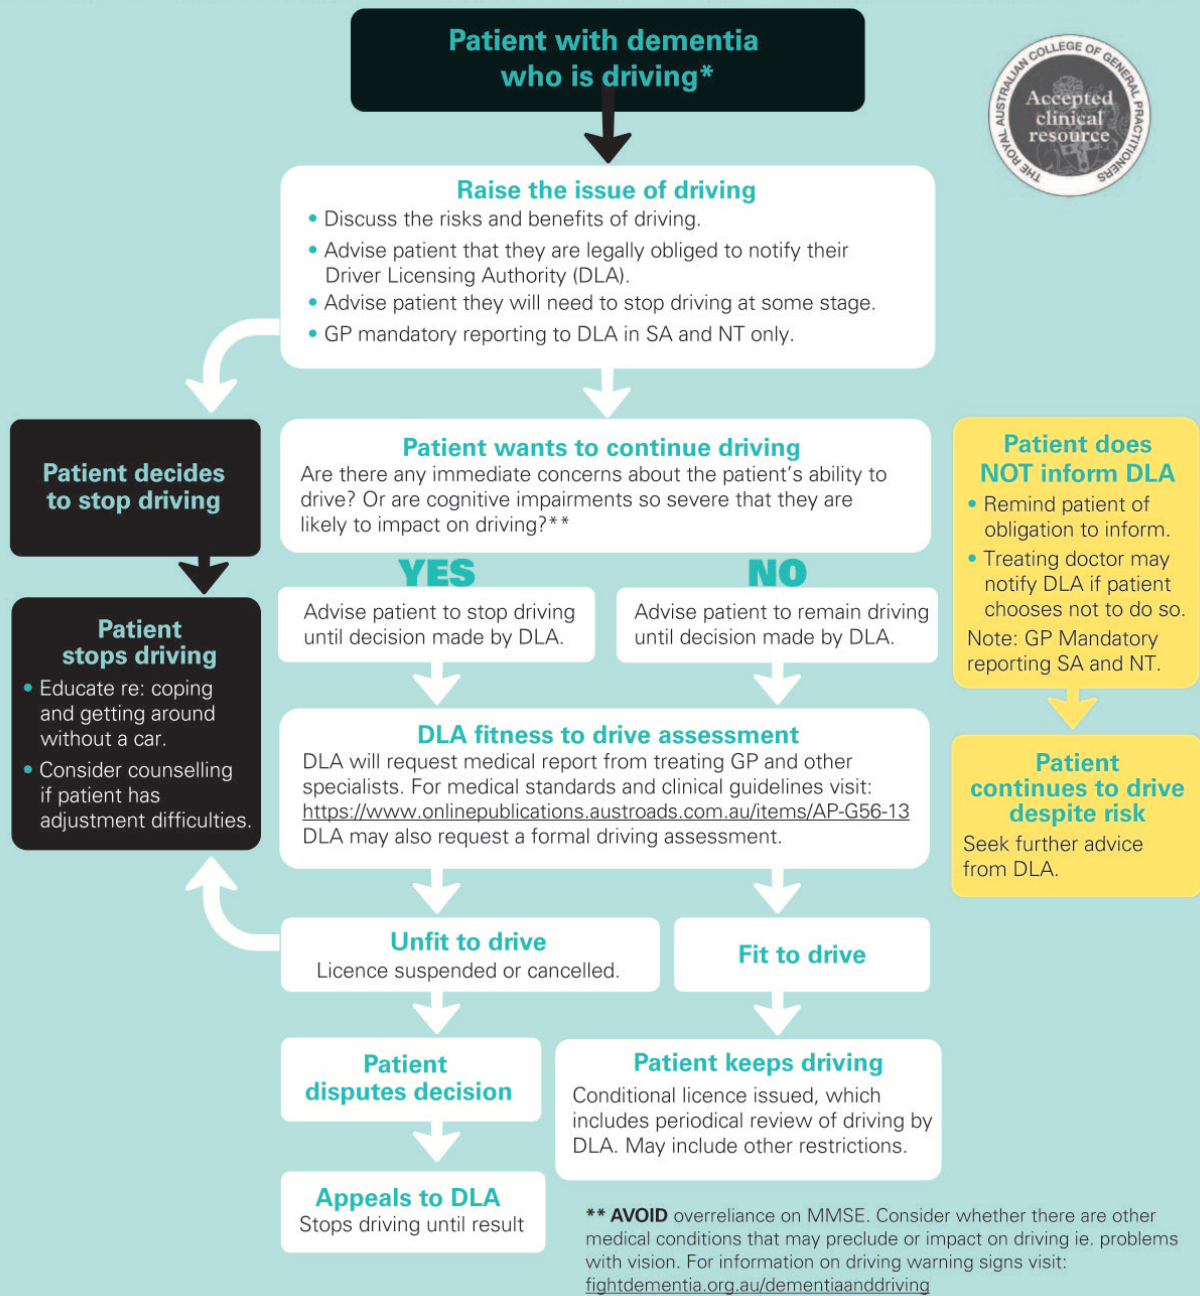 Patient with dementia
who is driving*
THE ROYAL AUSTRALIAN COLLEGE OF GENERAL PRACTITIONERS
Accepted
clinical
resource
Raise the issue of driving
• Discuss the risks and benefits of driving.
• Advise patient that they are legally obliged to notify their
Driver Licensing Authority (DLA).
• Advise patient they will need to stop driving at some stage.
• GP mandatory reporting to DLA in SA and NT only.
Patient decides
to stop driving
Patient
stops driving
• Educate re: coping
and getting around
without a car.
• Consider counselling
if patient has
adjustment difficulties.
Patient wants to continue driving
Are there any immediate concerns about the patient’s ability to
drive? Or are cognitive impairments so severe that they are
likely to impact on driving?**
YES
Advise patient to stop driving
until decision made by DLA.
NO
Advise patient to remain driving
until decision made by DLA.
Patient does
NOT inform DLA
• Remind patient of
obligation to inform.
• Treating doctor may
notify DLA if patient
chooses not to do so.
Note: GP Mandatory
reporting SA and NT.
Patient
continues to drive
despite risk
Seek further advice
from DLA.
DLA fitness to drive assessment
DLA will request medical report from treating GP and other
specialists. For medical standards and clinical guidelines visit:
https://www.onlinepublications.austroads.com.au/items/AP-G56-13
DLA may also request a formal driving assessment.
Unfit to drive
Licence suspended or cancelled.
Fit to drive
Patient
disputes decision
Patient keeps driving
Conditional licence issued, which
includes periodical review of driving by
DLA. May include other restrictions.
Appeals to DLA
Stops driving until result
** AVOID overreliance on MMSE. Consider whether there are other
medical conditions that may preclude or impact on driving ie. problems
with vision. For information on driving warning signs visit:
fightdementia.org.au/dementiaanddriving